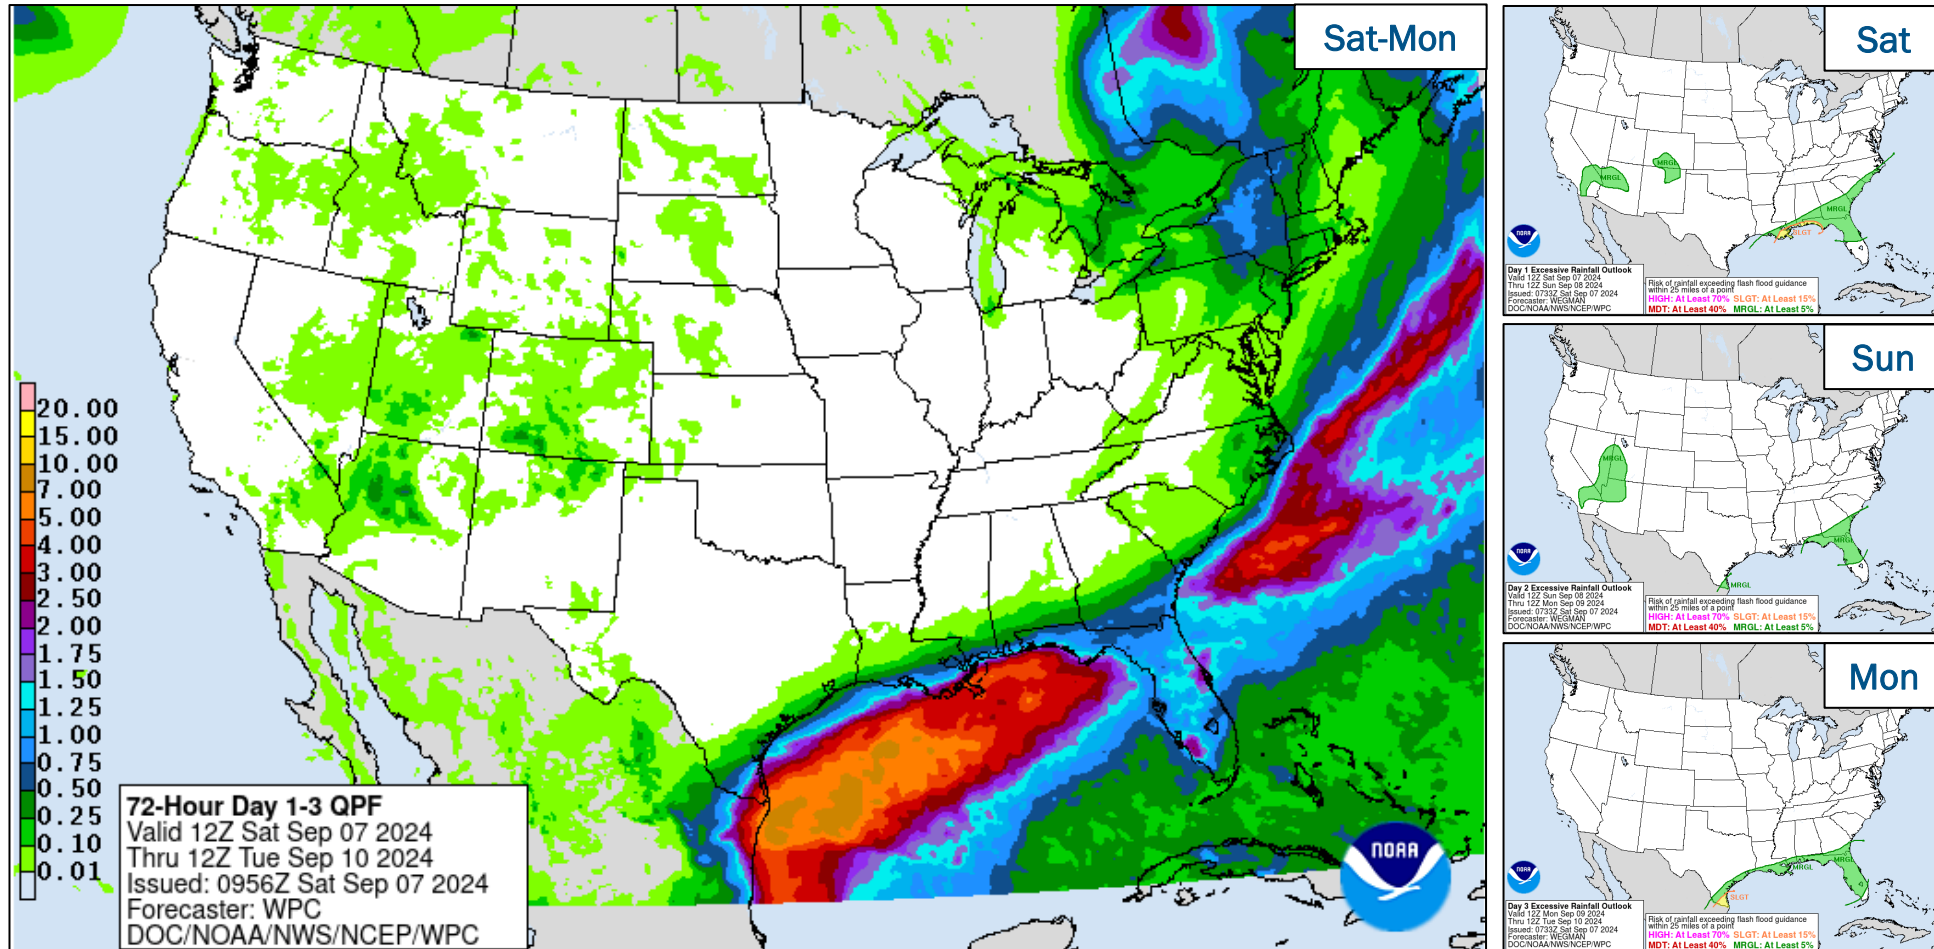 Sat-Mon
20.00
15.00
10.00
7.00
5.00
4.00
3.00
2.50
2.00
1.75
1.50
1.25
1.00
0.75
0.50
0.25
0.10
0.01
72-Hour Day 1-3 QPF
Valid 12Z Sat Sep 07 2024
Thru 12Z Tue Sep 10 2024
Issued: 0956Z Sat Sep 07 2024
Forecaster: WPC
DOC/NOAA/NWS/NCEP/WPC
NOAA
Sat
MRGL
MRGL
MRGL
SLGT
NOAA
Day 1 Excessive Rainfall Outlook
Valid 12Z Sat Sep 07 2024
Thru 12Z Sun Sep 08 2024
Issued: 0733Z Sat Sep 07 2024
Forecaster: WEGMAN
DOC/NOAA/NWS/NCEP/WPC
Risk of rainfall exceeding flash flood guidance
within 25 miles of a point
HIGH: At Least 70% SLGT: At Least 15%
MDT: At Least 40% MRGL: At Least 5%
Sun
MRGL
MRGL
MRGL
NOAA
Day 2 Excessive Rainfall Outlook
Valid 12Z Sun Sep 08 2024
Thru 12Z Mon Sep 09 2024
Issued: 0733Z Sat Sep 07 2024
Forecaster: WEGMAN
DOC/NOAA/NWS/NCEP/WPC
Risk of rainfall exceeding flash flood guidance
within 25 miles of a point
HIGH: At Least 70% SLGT: At Least 15%
MDT: At Least 40% MRGL: At Least 5%
Mon
MRGL
MRGL
SLGT
NOAA
Day 3 Excessive Rainfall Outlook
Valid 12Z Mon Sep 09 2024
Thru 12Z Tue Sep 10 2024
Issued: 0733Z Sat Sep 07 2024
Forecaster: WEGMAN
DOC/NOAA/NWS/NCEP/WPC
Risk of rainfall exceeding flash flood guidance
within 25 miles of a point
HIGH: At Least 70% SLGT: At Least 15%
MDT: At Least 40% MRGL: At Least 5%